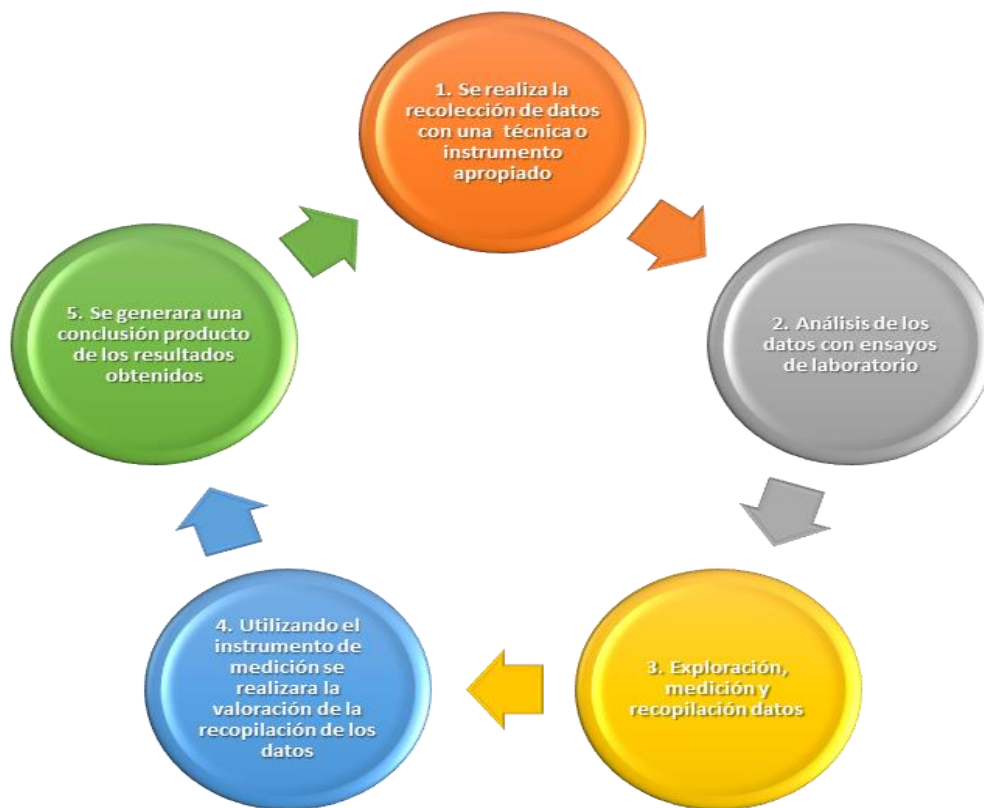 1. Se realiza la
recolección de datos
con una técnica o
instrumento
apropiado
2. Análisis de los
datos con ensayos
de laboratorio
3. Exploración,
medición y
recopilación datos
4. Utilizando el
instrumento de
medición se
realizara la
valoración de la
recopilación de los
datos
5. Se generara una
conclusión producto
de los resultados
obtenidos